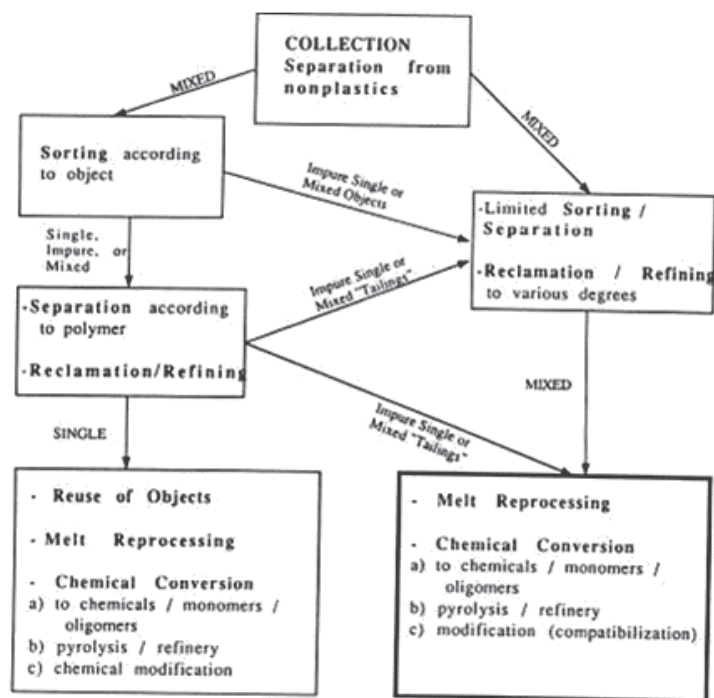 COLLECTION
Separation from
nonplastics
MIXED
MIXED
Sorting according
to object
Impure Single or
Mixed Objects
-Limited Sorting /
Separation
-Reclamation / Refining
to various degrees
Single,
Impure, or
Mixed
Impure Single or
Mixed "Tailings"
-Separation according
to polymer
-Reclamation/Refining
MIXED
SINGLE
Impure Single or
Mixed "Tailings"
- Reuse of Objects
- Melt Reprocessing
- Chemical Conversion
a) to chemicals / monomers /
oligomers
b) pyrolysis / refinery
c) chemical modification
- Melt Reprocessing
- Chemical Conversion
a) to chemicals / monomers /
oligomers
b) pyrolysis / refinery
c) modification (compatibilization)